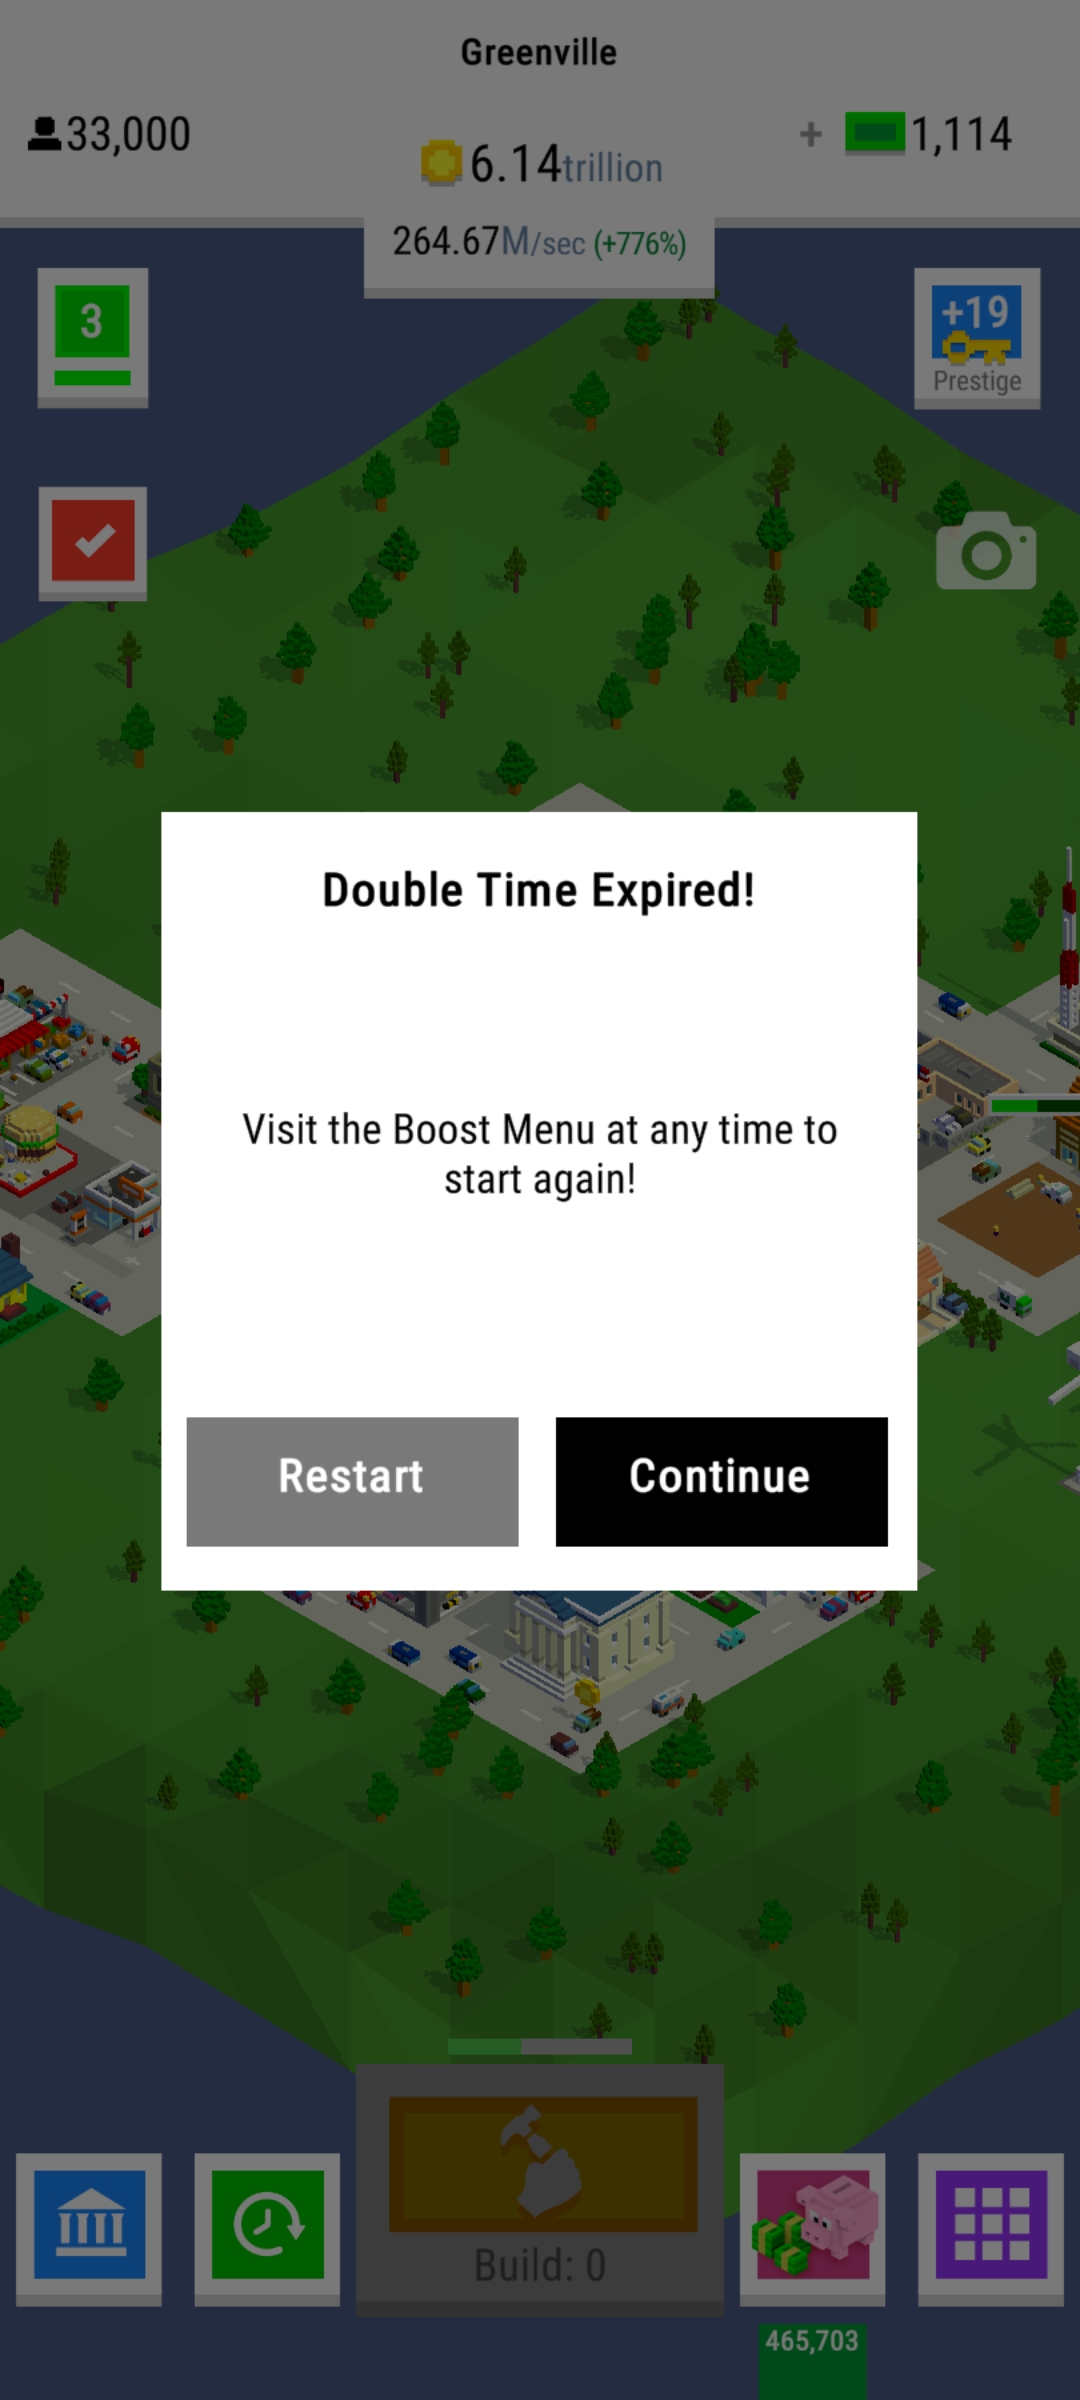 Greenville
33,000
6.14trillion
+ 1,114
264.67M/sec (+776%)
3
+19
Prestige
Double Time Expired!
Visit the Boost Menu at any time to
start again!
Restart
Continue
Build: 0
465,703